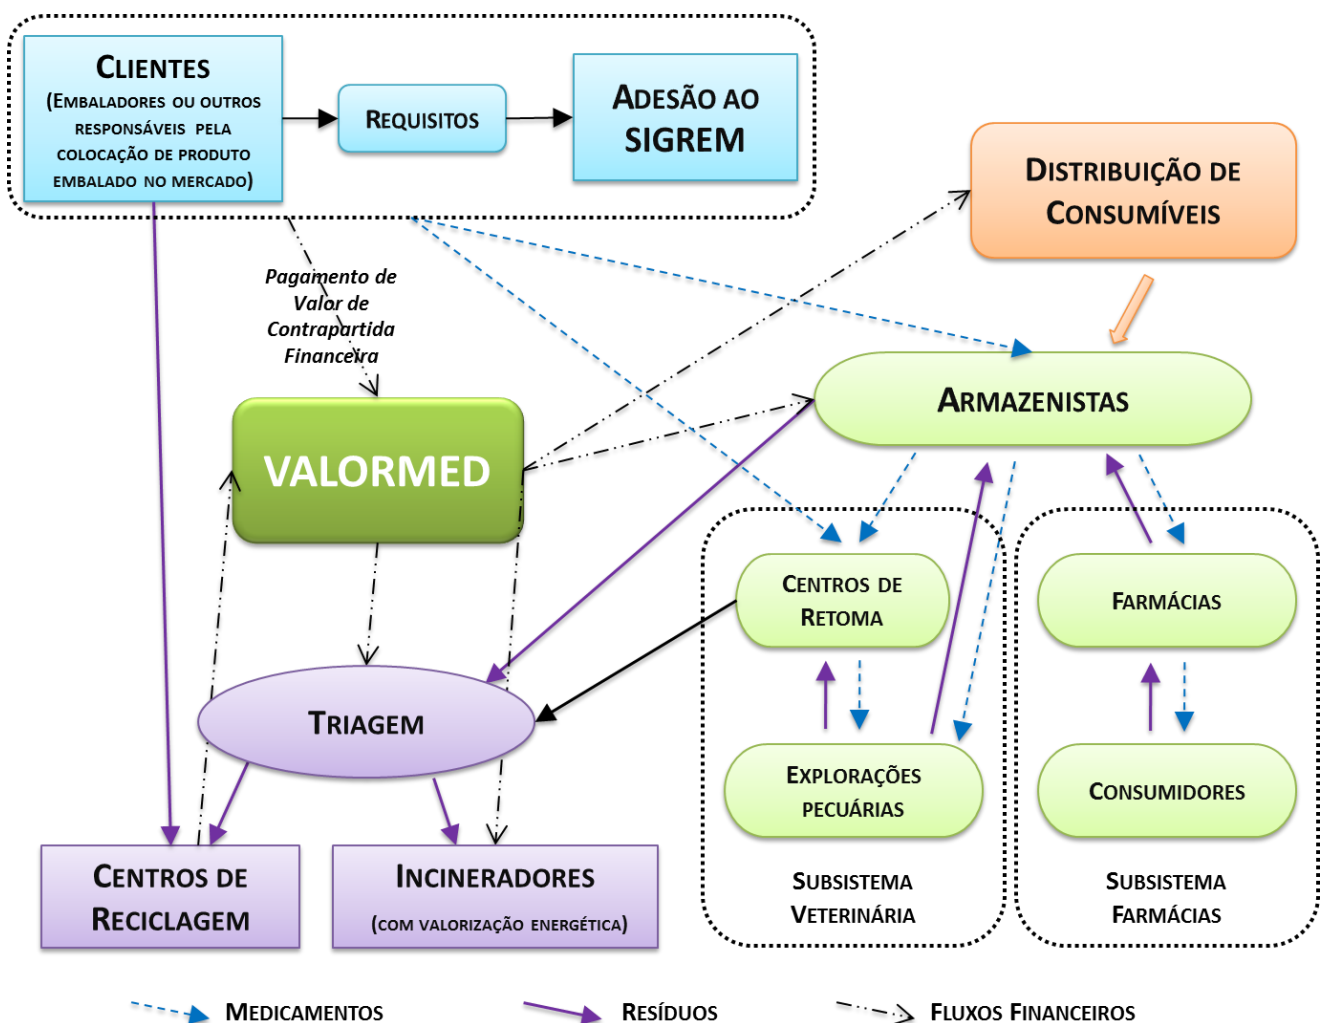 CLIENTES
(EMBALADORES OU OUTROS
RESPONSÁVEIS PELA
COLOCAÇÃO DE PRODUTO
EMBALADO NO MERCADO)
REQUISITOS
ADESÃO AO
SIGREM
DISTRIBUIÇÃO DE
CONSUMÍVEIS
Pagamento de
Valor de
Contrapartida
Financeira
ARMAZENISTAS
VALORMED
CENTROS DE
RETOMA
FARMÁCIAS
TRIAGEM
EXPLORAÇÕES
PECUÁRIAS
CONSUMIDORES
CENTROS DE
RECICLAGEM
INCINERADORES
(COM VALORIZAÇÃO ENERGÉTICA)
SUBSISTEMA
VETERINÁRIA
SUBSISTEMA
FARMÁCIAS
MEDICAMENTOS
RESÍDUOS
FLUXOS FINANCEIROS